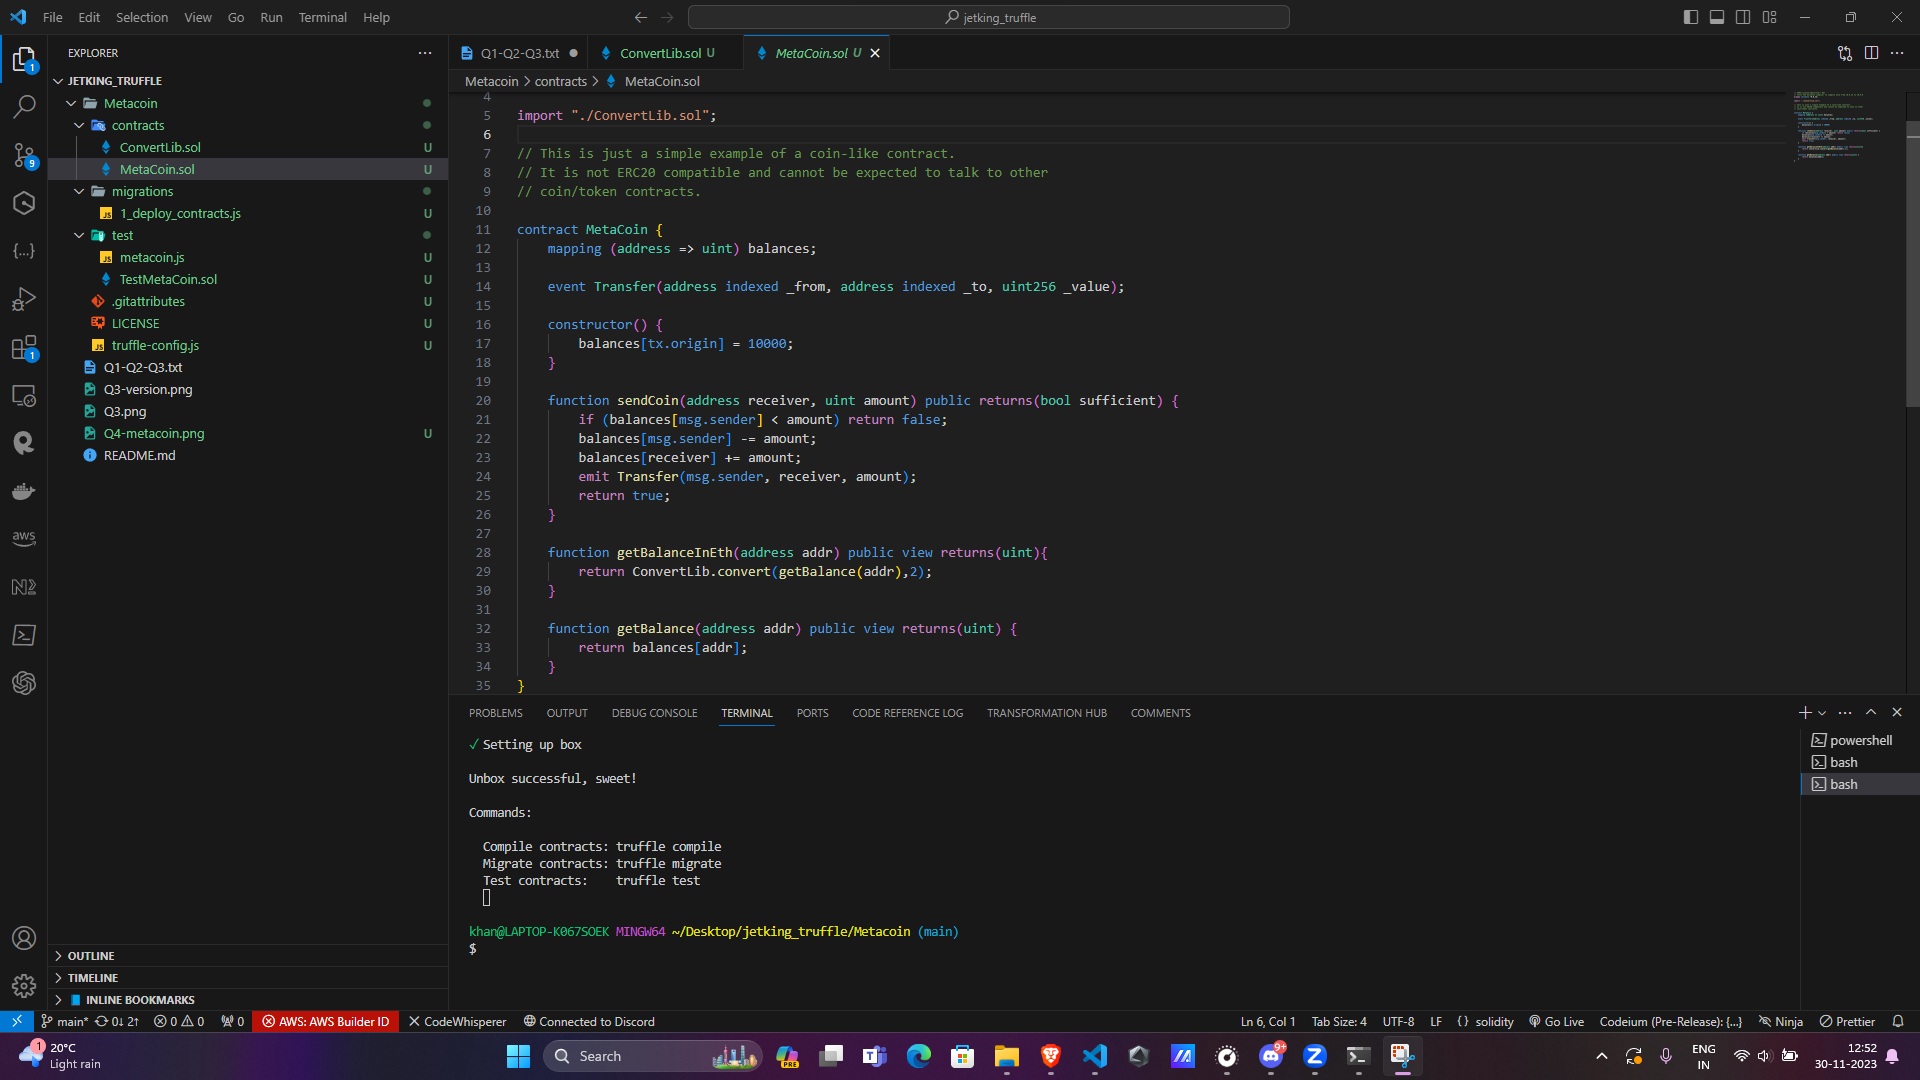 File Edit Selection View Go Run Terminal Help
jetking_truffle
EXPLORER
JETKING_TRUFFLE
Metacoin
contracts
ConvertLib.sol U
MetaCoin.sol U
migrations
1_deploy_contracts.js U
test
metacoin.js U
TestMetaCoin.sol U
.gitattributes U
LICENSE U
truffle-config.js U
Q1-Q2-Q3.txt
Q3-version.png
Q3.png
Q4-metacoin.png U
README.md
OUTLINE
TIMELINE
INLINE BOOKMARKS
1
9
1
aws
Q1-Q2-Q3.txt
ConvertLib.sol U
MetaCoin.sol U
Metacoin > contracts > MetaCoin.sol
4
5 import "./ConvertLib.sol";
6
7 // This is just a simple example of a coin-like contract.
8 // It is not ERC20 compatible and cannot be expected to talk to other
9 // coin/token contracts.
10
11 contract MetaCoin {
12 mapping (address => uint) balances;
13
14 event Transfer(address indexed _from, address indexed _to, uint256 _value);
15
16 constructor() {
17 balances[tx.origin] = 10000;
18 }
19
20 function sendCoin(address receiver, uint amount) public returns(bool sufficient) {
21 if (balances[msg.sender] < amount) return false;
22 balances[msg.sender] -= amount;
23 balances[receiver] += amount;
24 emit Transfer(msg.sender, receiver, amount);
25 return true;
26 }
27
28 function getBalanceInEth(address addr) public view returns(uint){
29 return ConvertLib.convert(getBalance(addr),2);
30 }
31
32 function getBalance(address addr) public view returns(uint) {
33 return balances[addr];
34 }
35 }
PROBLEMS OUTPUT DEBUG CONSOLE TERMINAL PORTS CODE REFERENCE LOG TRANSFORMATION HUB COMMENTS
✓ Setting up box
Unbox successful, sweet!
Commands:
Compile contracts: truffle compile
Migrate contracts: truffle migrate
Test contracts: truffle test
khan@LAPTOP-K067SOEK MINGW64 ~/Desktop/jetking_truffle/Metacoin (main)
$
powershell
bash
bash
main* 0↓ 2↑ 0 0 0 AWS: AWS Builder ID CodeWhisperer Connected to Discord
Ln 6, Col 1 Tab Size: 4 UTF-8 LF {} solidity Go Live Codeium (Pre-Release): {...} Ninja Prettier
1
20°C
Light rain
Search
PRE
9+
ENG
IN
12:52
30-11-2023